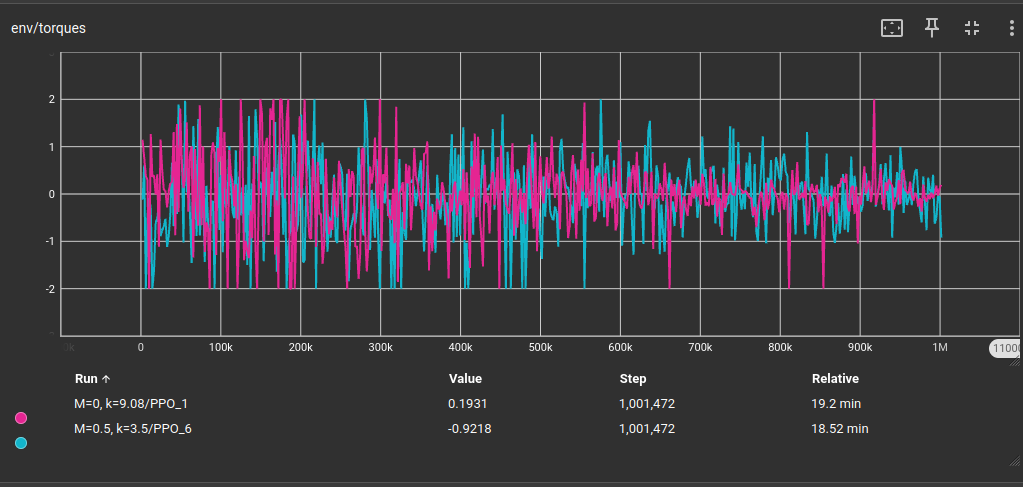 env/torques
2
1
0
-1
-2
0 100k 200k 300k 400k 500k 600k 700k 800k 900k 1M
Run ↑ Value Step Relative
M=0, k=9.08/PPO_1 0.1931 1,001,472 19.2 min
M=0.5, k=3.5/PPO_6 -0.9218 1,001,472 18.52 min